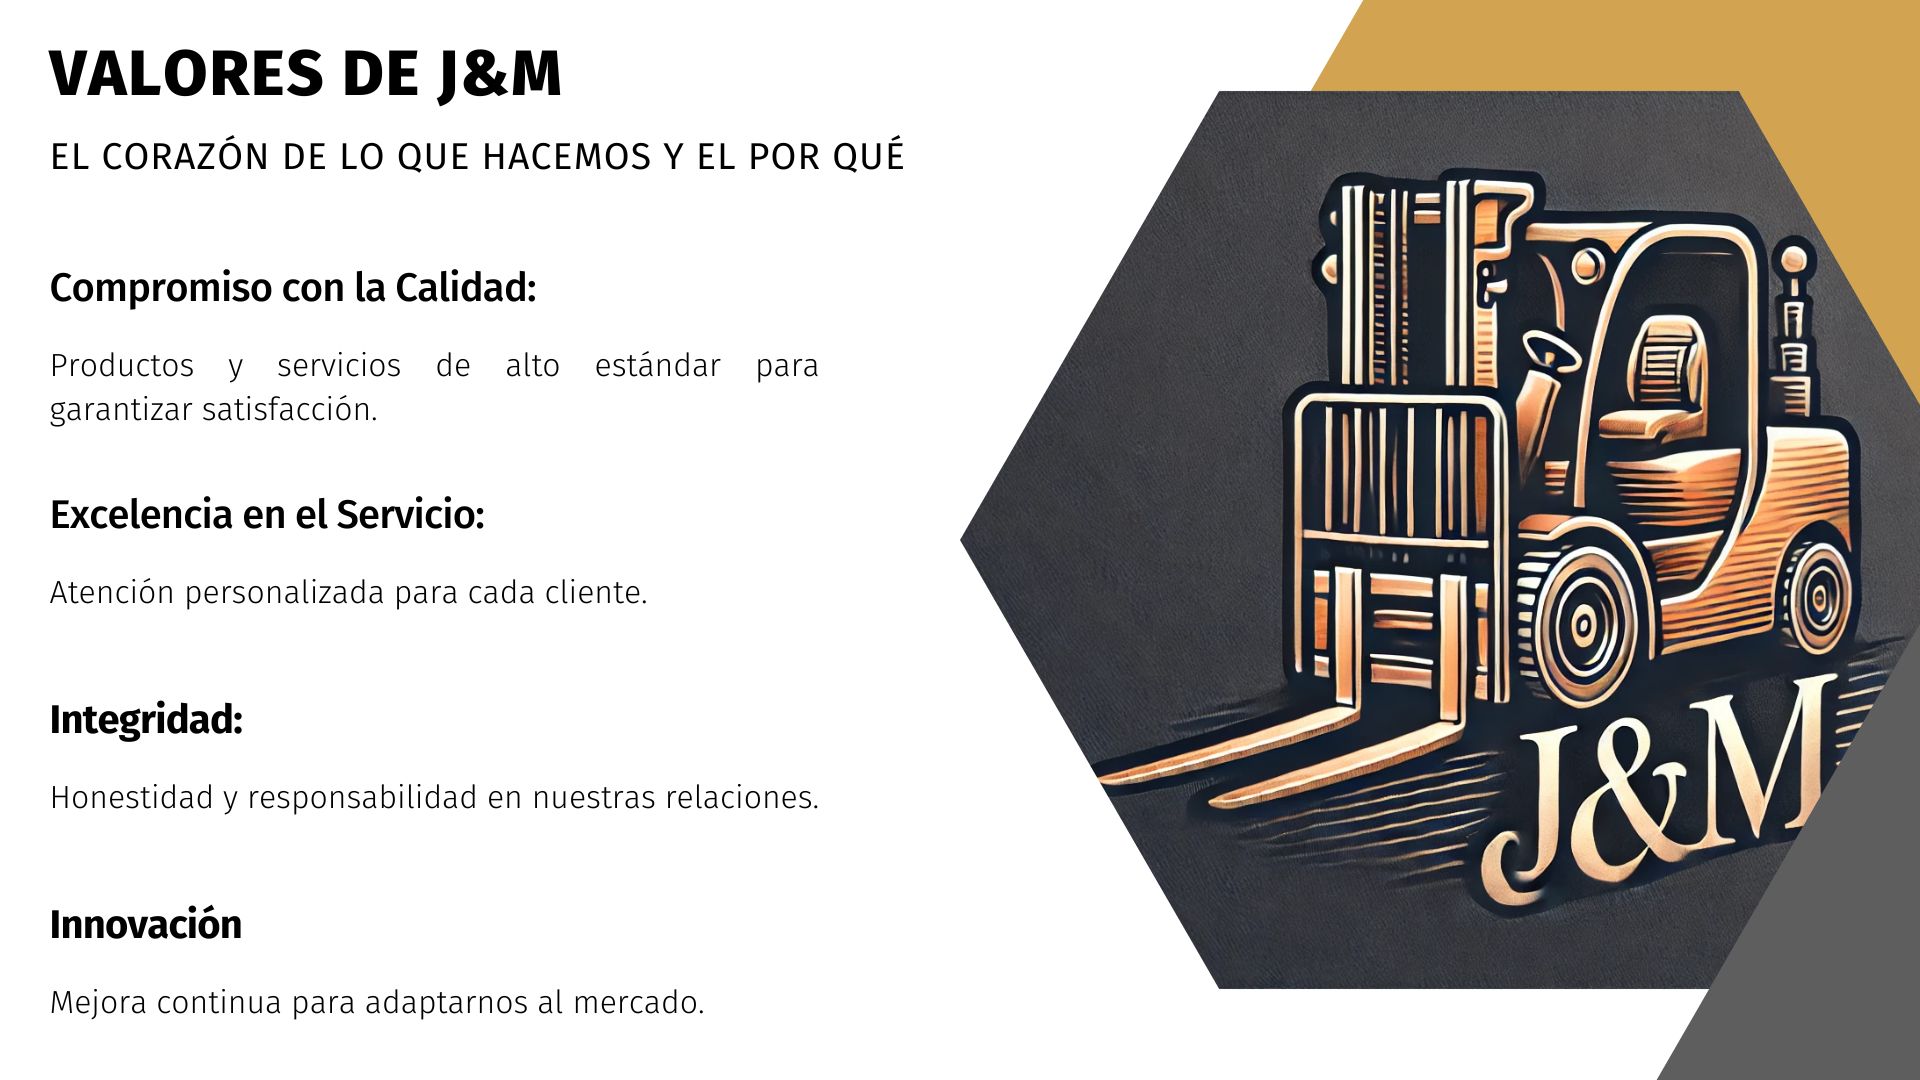 VALORES DE J&M
EL CORAZÓN DE LO QUE HACEMOS Y EL POR QUÉ
Compromiso con la Calidad:
Productos y servicios de alto estándar para
garantizar satisfacción.
Excelencia en el Servicio:
Atención personalizada para cada cliente.
Integridad:
Honestidad y responsabilidad en nuestras relaciones.
Innovación
Mejora continua para adaptarnos al mercado.
J&M